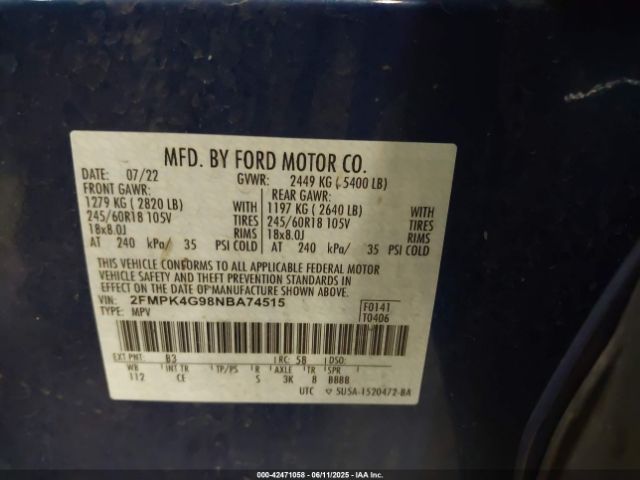 MFD. BY FORD MOTOR CO.
DATE: 07/22 GVWR: 2449 KG ( 5400 LB)
FRONT GAWR: REAR GAWR:
1279 KG ( 2820 LB) WITH 1197 KG ( 2640 LB) WITH
245/60R18 105V TIRES 245/60R18 105V TIRES
18x8.0J RIMS 18x8.0J RIMS
AT 240 kPa/ 35 PSI COLD AT 240 kPa/ 35 PSI COLD
THIS VEHICLE CONFORMS TO ALL APPLICABLE FEDERAL MOTOR
VEHICLE SAFETY AND THEFT PREVENTION STANDARDS IN
EFFECT ON THE DATE OF MANUFACTURE SHOWN ABOVE.
VIN: 2FMPK4G98NBA74515 F0141
TYPE: MPV T0406
EXT PNT: B3 RC: 58 DSO:
WB INT TR TP/PS R AXLE TR SPR
112 CE S 3K 8 B888
UTC 5U5A-1520472-BA
000-42471058 - 06/11/2025 - IAAI Inc.